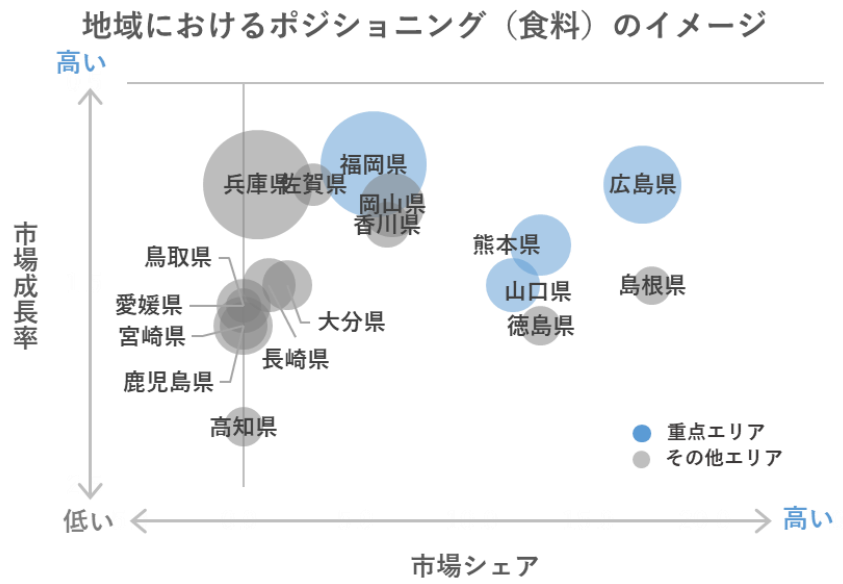 地域におけるポジショニング（食料）のイメージ
高い
福岡県
兵庫県
佐賀県
広島県
岡山県
香川県
熊本県
鳥取県
島根県
山口県
愛媛県
大分県
徳島県
宮崎県
長崎県
鹿児島県
高知県
市場成長率
重点エリア
その他エリア
低い
高い
市場シェア